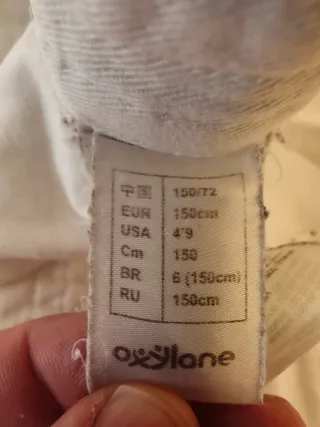 中国 150/72
EUR 150cm
USA 4'9
Cm 150
BR 6 (150cm)
RU 150cm
oxylane